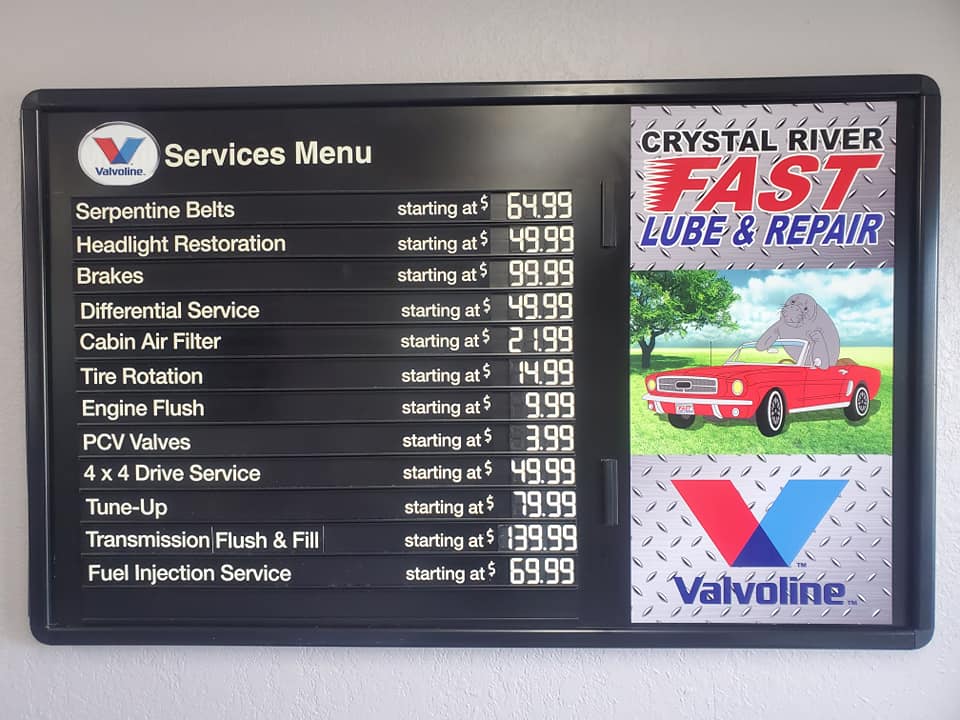 Valvoline™
Services Menu
Serpentine Belts starting at $ 64.99
Headlight Restoration starting at $ 49.99
Brakes starting at $ 99.99
Differential Service starting at $ 49.99
Cabin Air Filter starting at $ 21.99
Tire Rotation starting at $ 14.99
Engine Flush starting at $ 9.99
PCV Valves starting at $ 3.99
4 x 4 Drive Service starting at $ 49.99
Tune-Up starting at $ 79.99
Transmission Flush & Fill starting at $ 139.99
Fuel Injection Service starting at $ 69.99
CRYSTAL RIVER
FAST
LUBE & REPAIR
FAST
TM
Valvoline™